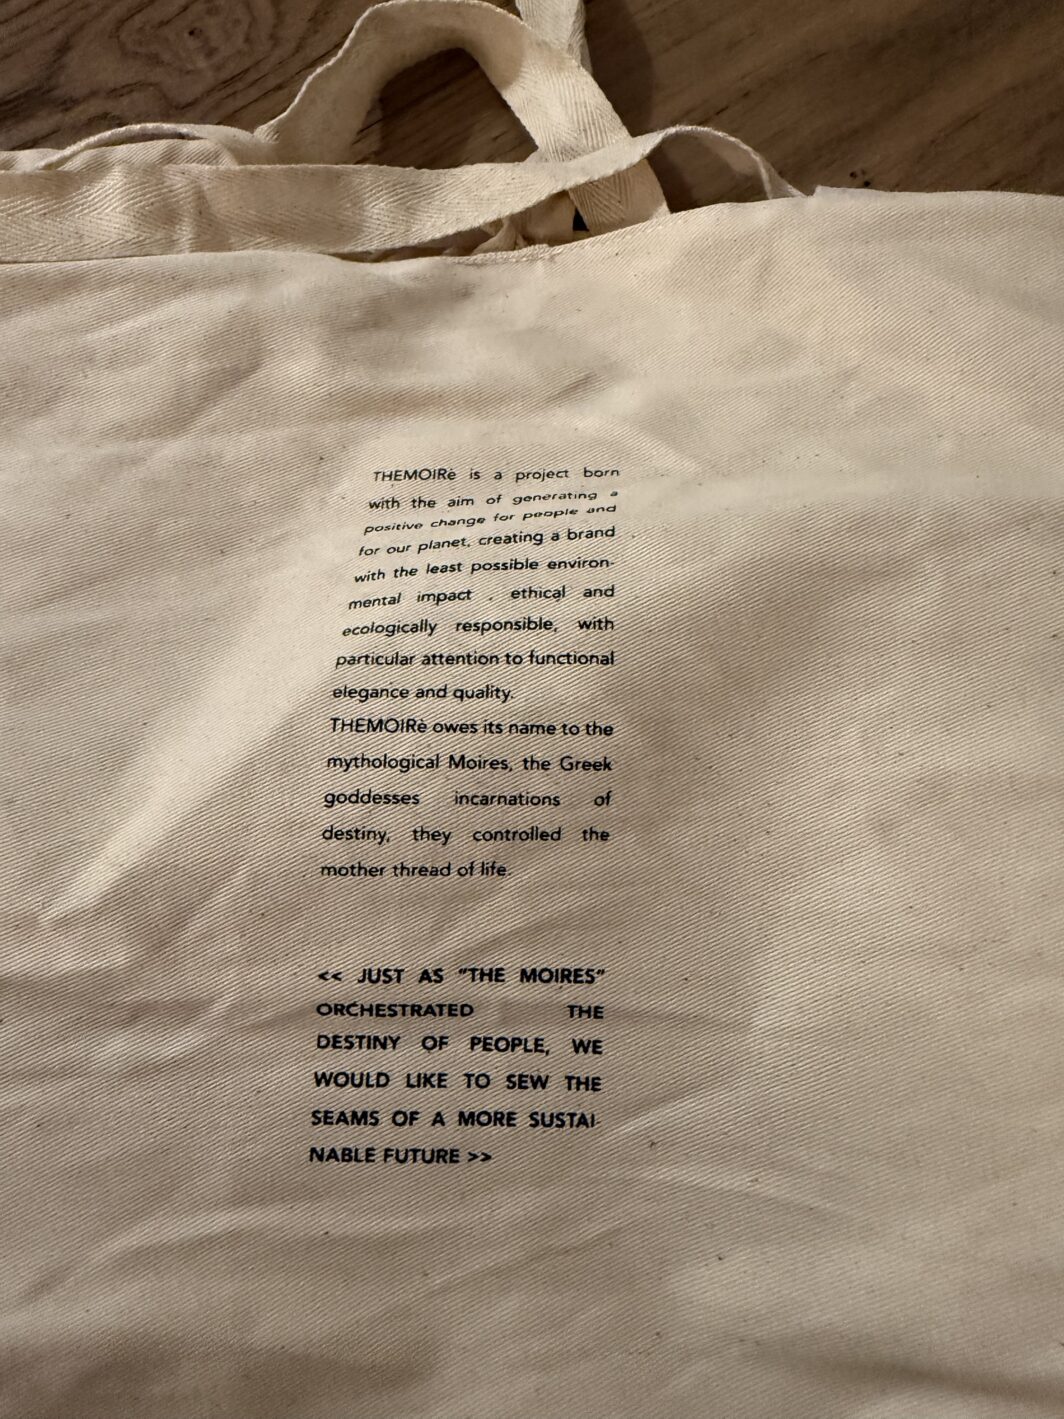 THEMOIRè is a project born
with the aim of generating a
positive change for people and
for our planet, creating a brand
with the least possible environ-
mental impact , ethical and
ecologically responsible, with
particular attention to functional
elegance and quality.
THEMOIRè owes its name to the
mythological Moires, the Greek
goddesses incarnations of
destiny, they controlled the
mother thread of life.
<< JUST AS "THE MOIRES"
ORCHESTRATED THE
DESTINY OF PEOPLE, WE
WOULD LIKE TO SEW THE
SEAMS OF A MORE SUSTAI-
NABLE FUTURE >>